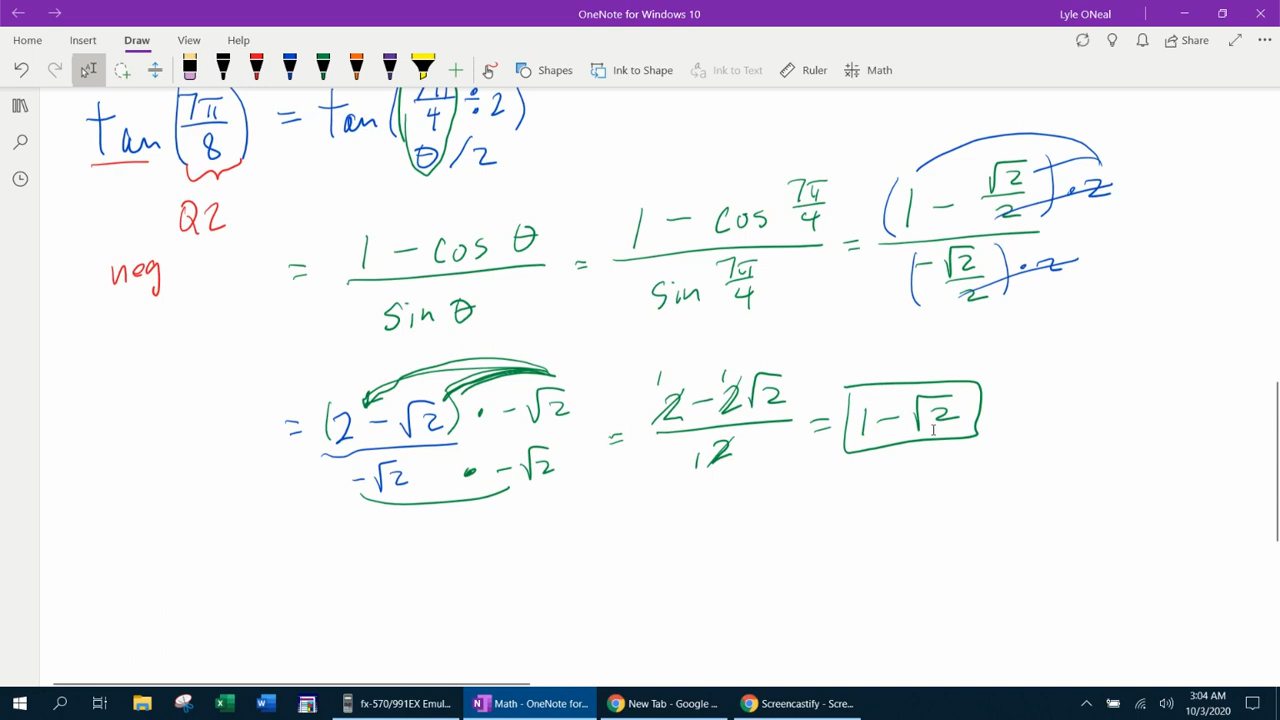 OneNote for Windows 10
Lyle ONeal
Home Insert Draw View Help
Share
Shapes Ink to Shape Ink to Text Ruler Math
tan(7π/8) = tan(7π/4 ÷ 2)
θ/2
Q2
neg
= (1 - cos θ)/(sin θ) = (1 - cos 7π/4)/(sin 7π/4) = ((1 - √2/2)·2)/((-√2/2)·2)
= ((2 - √2)· -√2)/(-√2 · -√2) = (2 - 2√2)/2 = 1 - √2
1 1
1
fx-570/991EX Emul... Math - OneNote for... New Tab - Google ... Screencastify - Scre...
3:04 AM
10/3/2020